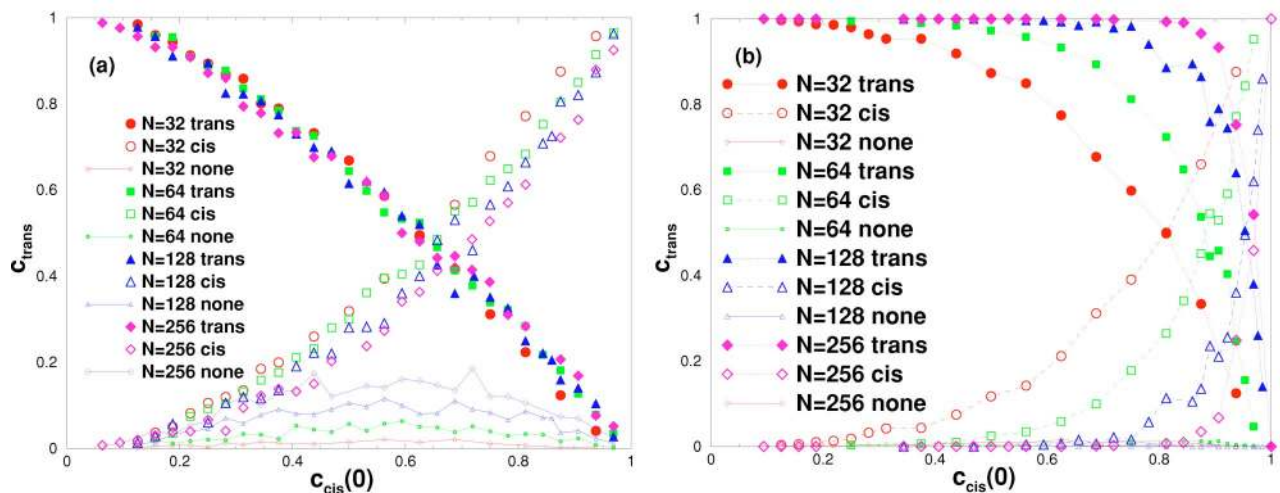 (a)
c_trans
1
0.8
0.6
0.4
0.2
0
N=32 trans
N=32 cis
N=32 none
N=64 trans
N=64 cis
N=64 none
N=128 trans
N=128 cis
N=128 none
N=256 trans
N=256 cis
N=256 none
0 0.2 0.4 0.6 0.8 1
c_cis(0)
(b)
c_trans
1
0.8
0.6
0.4
0.2
0
N=32 trans
N=32 cis
N=32 none
N=64 trans
N=64 cis
N=64 none
N=128 trans
N=128 cis
N=128 none
N=256 trans
N=256 cis
N=256 none
0 0.2 0.4 0.6 0.8 1
c_cis(0)